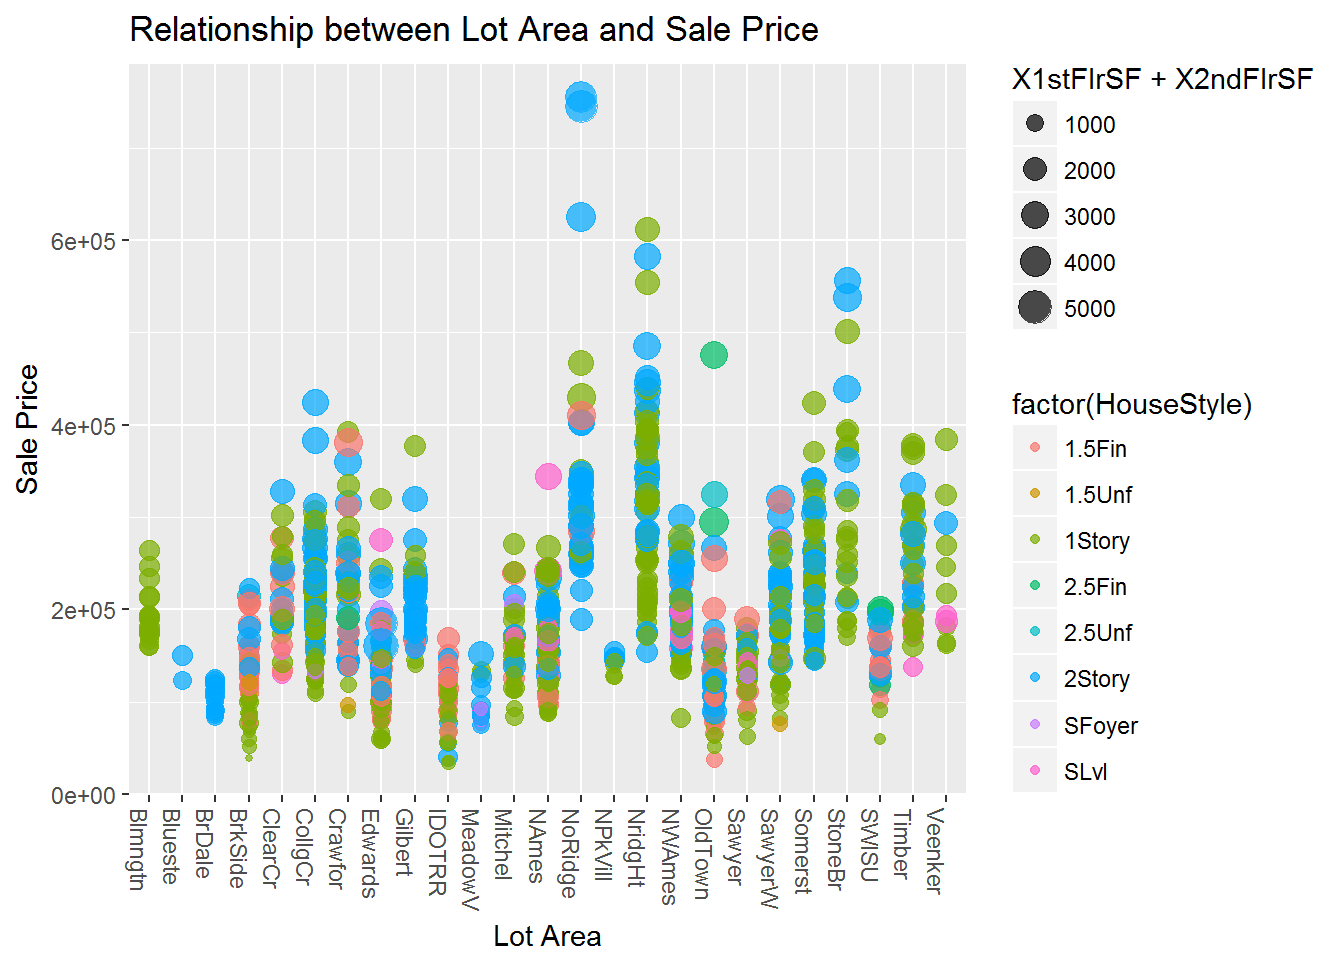 Relationship between Lot Area and Sale Price
Sale Price
6e+05
4e+05
2e+05
0e+00
Blmngtn
Blueste
BrDale
BrkSide
ClearCr
CollgCr
Crawfor
Edwards
Gilbert
IDOTRR
MeadowV
Mitchel
NAmes
NoRidge
NPkVill
NridgHt
NWAmes
OldTown
Sawyer
SawyerW
Somerst
StoneBr
SWISU
Timber
Veenker
Lot Area
X1stFlrSF + X2ndFlrSF
1000
2000
3000
4000
5000
factor(HouseStyle)
1.5Fin
1.5Unf
1Story
2.5Fin
2.5Unf
2Story
SFoyer
SLvl